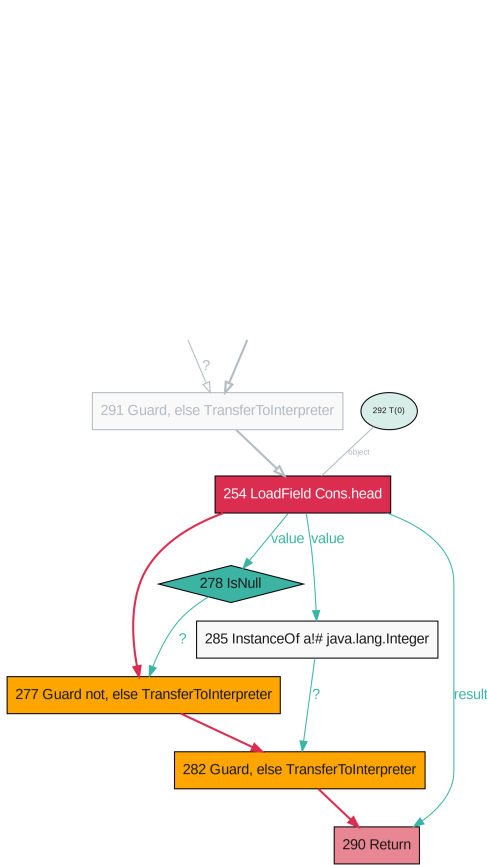 ?
291 Guard, else TransferToInterpreter
292 T(0)
object
254 LoadField Cons.head
value
value
278 IsNull
285 InstanceOf a!# java.lang.Integer
?
277 Guard not, else TransferToInterpreter
?
result
282 Guard, else TransferToInterpreter
290 Return